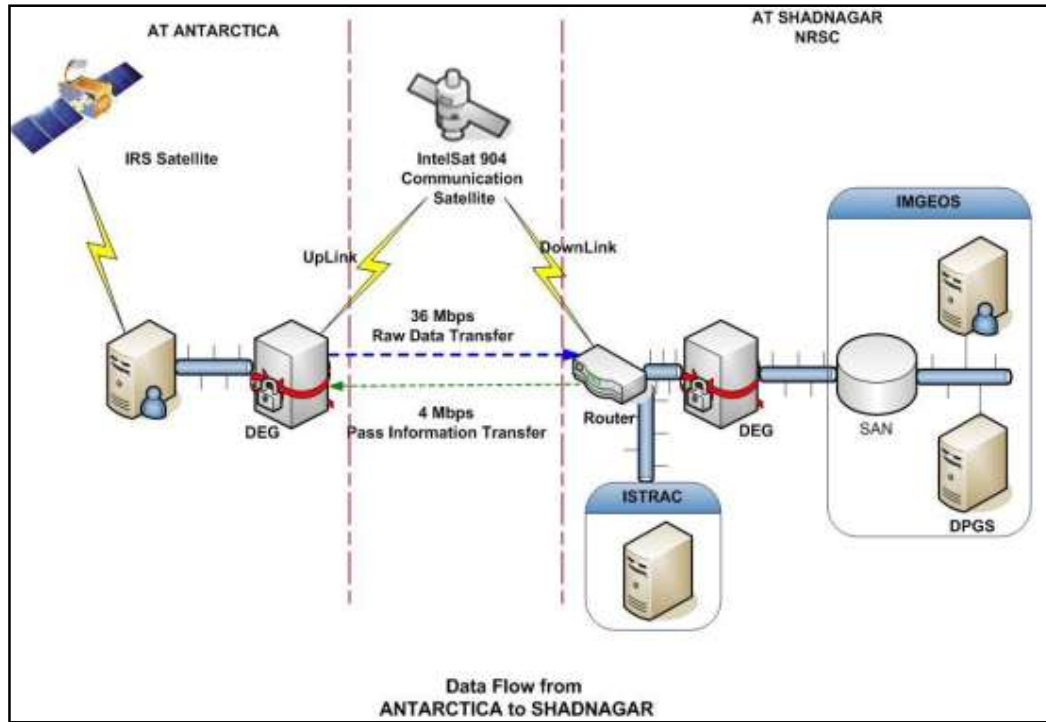 AT ANTARCTICA
AT SHADNAGAR
NRSC
IRS Satellite
IntelSat 904
Communication
Satellite
IMGEOS
UpLink
DownLink
36 Mbps
Raw Data Transfer
DEG
4 Mbps
Pass Information Transfer
Router
DEG
SAN
ISTRAC
DPGS
Data Flow from
ANTARCTICA to SHADNAGAR